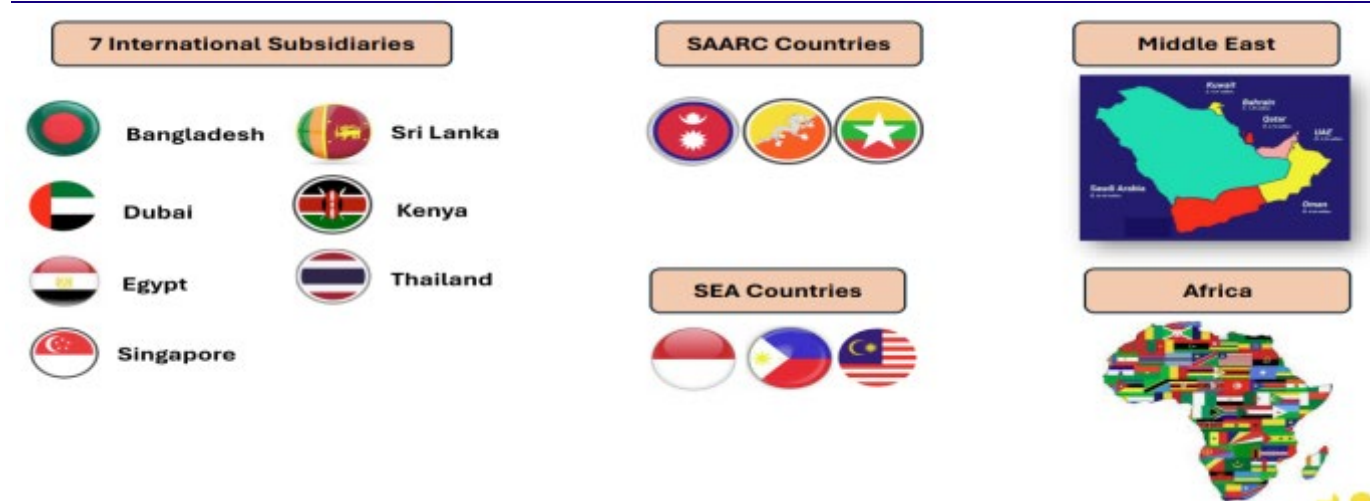 7 International Subsidiaries
SAARC Countries
Middle East
Bangladesh
Sri Lanka
Dubai
Kenya
Egypt
Thailand
Singapore
Kuwait
Bahrain
Qatar
UAE
Saudi Arabia
Oman
SEA Countries
Africa